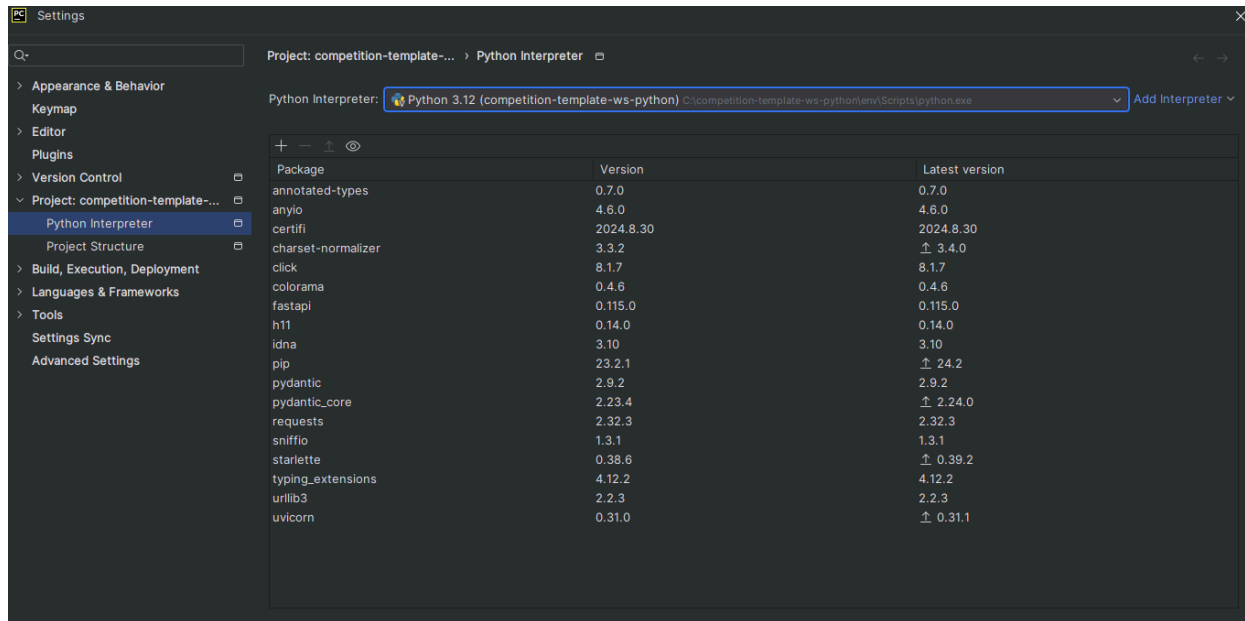 PC Settings
Project: competition-template-... › Python Interpreter
Appearance & Behavior
Keymap
Editor
Plugins
Version Control
Project: competition-template-...
Python Interpreter
Project Structure
Build, Execution, Deployment
Languages & Frameworks
Tools
Settings Sync
Advanced Settings
Python Interpreter: Python 3.12 (competition-template-ws-python) C:\competition-template-ws-python\env\Scripts\python.exe Add Interpreter
Package Version Latest version
annotated-types 0.7.0 0.7.0
anyio 4.6.0 4.6.0
certifi 2024.8.30 2024.8.30
charset-normalizer 3.3.2 ↑ 3.4.0
click 8.1.7 8.1.7
colorama 0.4.6 0.4.6
fastapi 0.115.0 0.115.0
h11 0.14.0 0.14.0
idna 3.10 3.10
pip 23.2.1 ↑ 24.2
pydantic 2.9.2 2.9.2
pydantic_core 2.23.4 ↑ 2.24.0
requests 2.32.3 2.32.3
sniffio 1.3.1 1.3.1
starlette 0.38.6 ↑ 0.39.2
typing_extensions 4.12.2 4.12.2
urllib3 2.2.3 2.2.3
uvicorn 0.31.0 ↑ 0.31.1